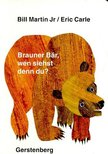 Bill Martin Jr / Eric Carle
Brauner Bär,
wen siehst
denn du?
Gerstenberg